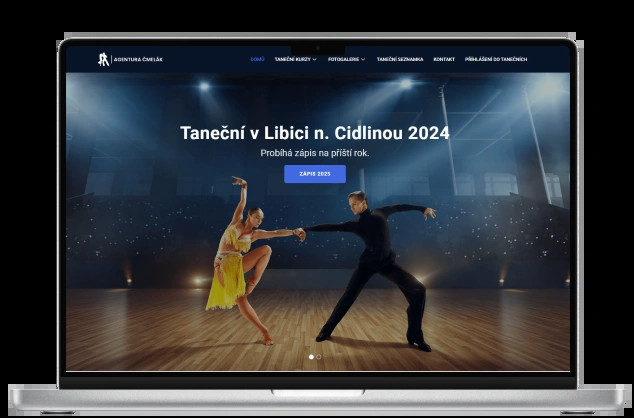 AGENTURA ČMELÁK
DOMŮ TANEČNÍ KURZY FOTOGALERIE TANEČNÍ SEZNAMKA KONTAKT PŘIHLÁŠENÍ DO TANEČNÍCH
Taneční v Libici n. Cidlinou 2024
Probíhá zápis na příští rok.
ZÁPIS 2025